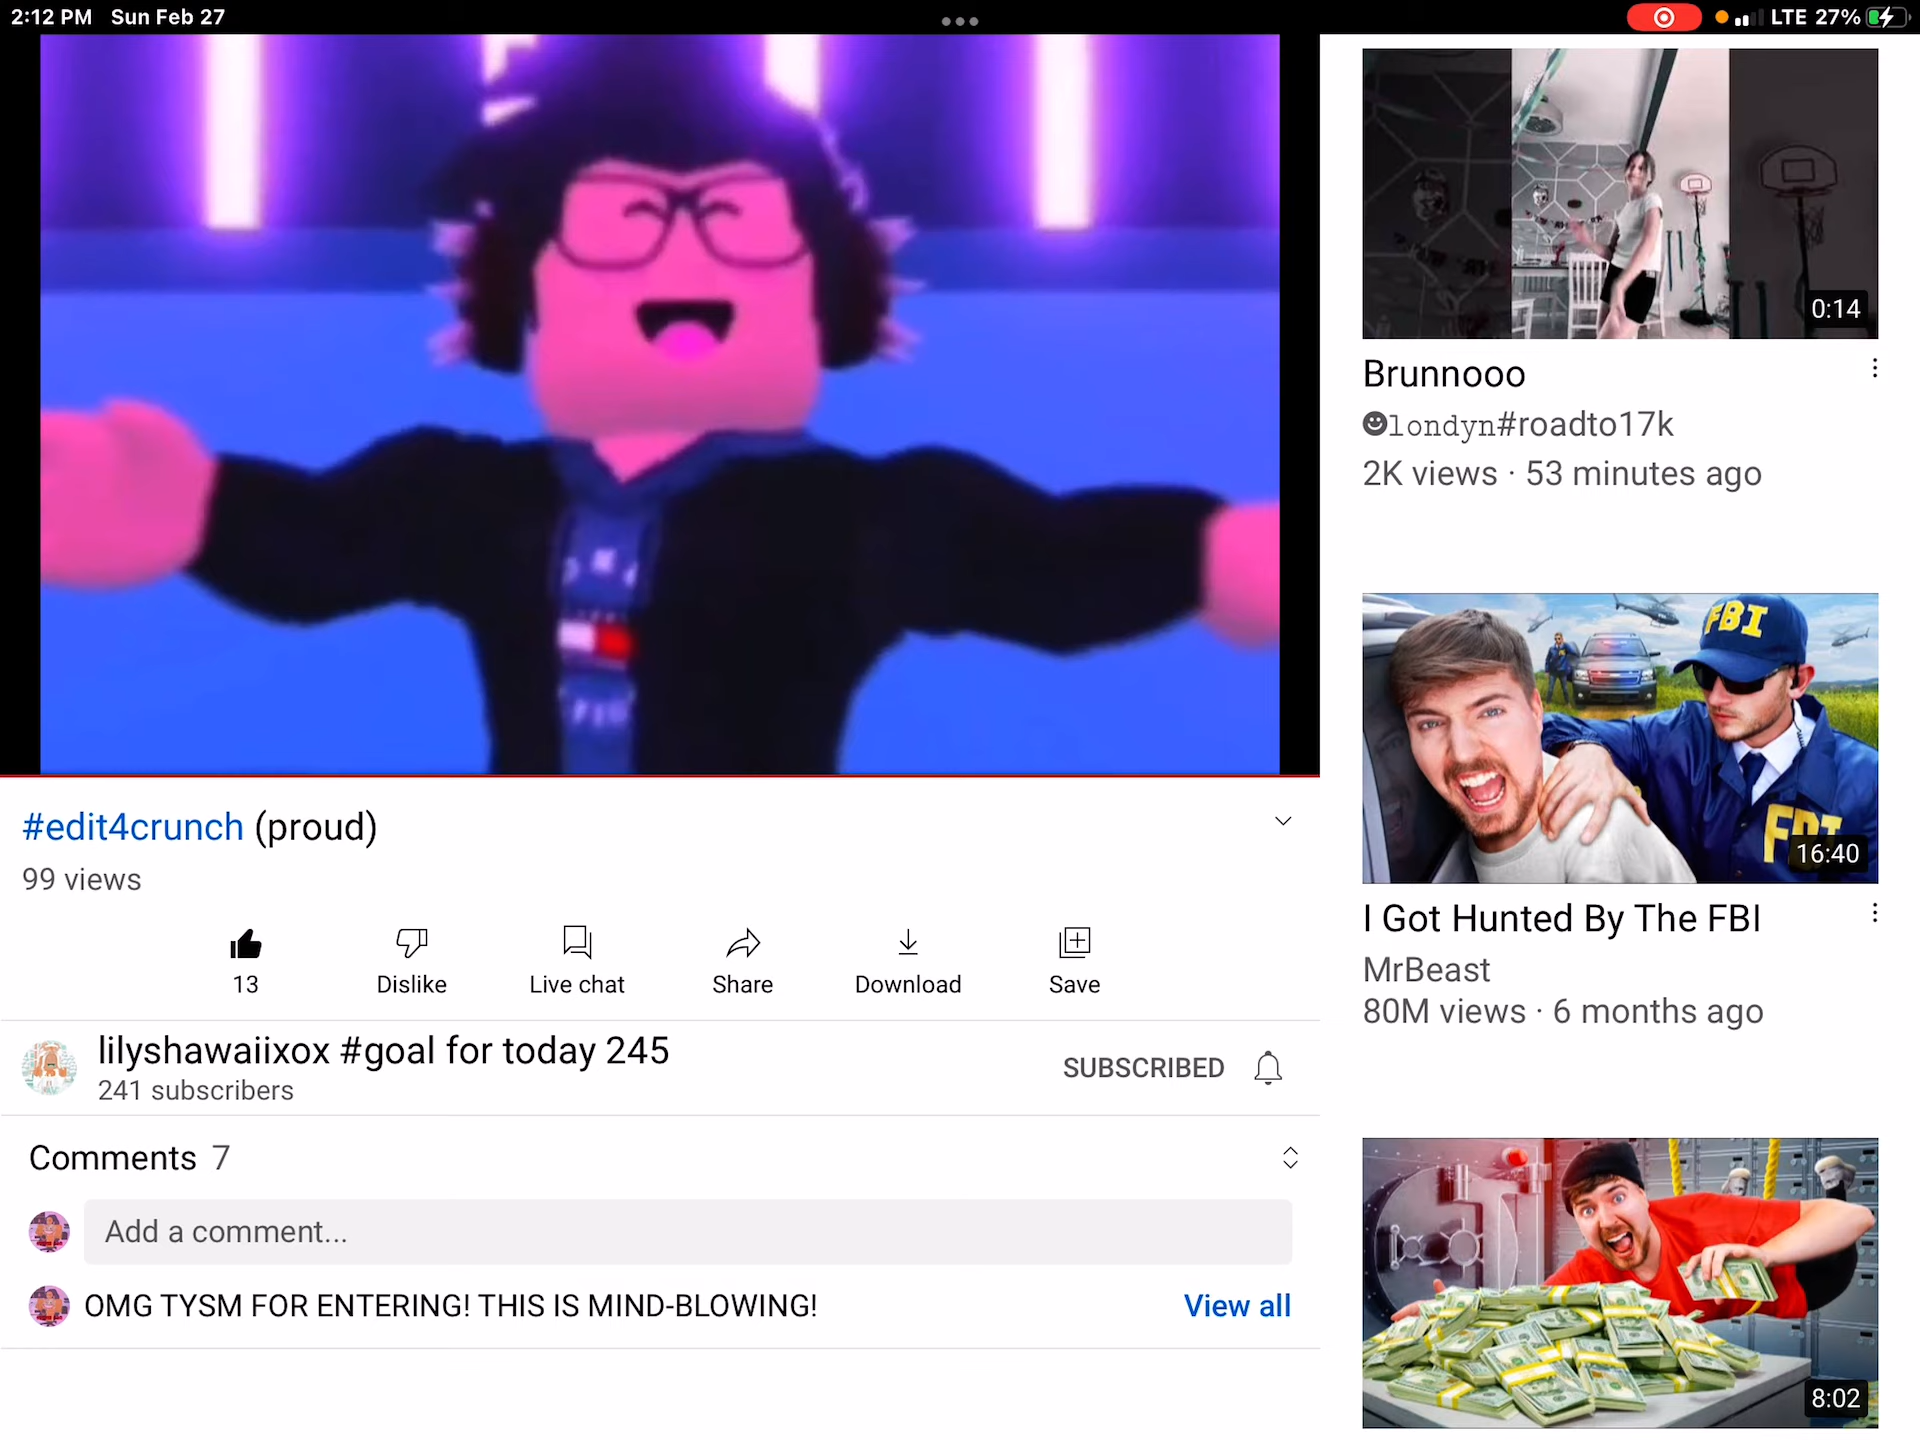 2:12 PM Sun Feb 27
LTE 27%
#edit4crunch (proud)
99 views
13
Dislike
Live chat
Share
Download
Save
lilyshawaiixox #goal for today 245
241 subscribers
SUBSCRIBED
Comments 7
Add a comment...
OMG TYSM FOR ENTERING! THIS IS MIND-BLOWING!
View all
0:14
Brunnooo
londyn#roadto17k
2K views · 53 minutes ago
FBI
FBI
16:40
I Got Hunted By The FBI
MrBeast
80M views · 6 months ago
8:02